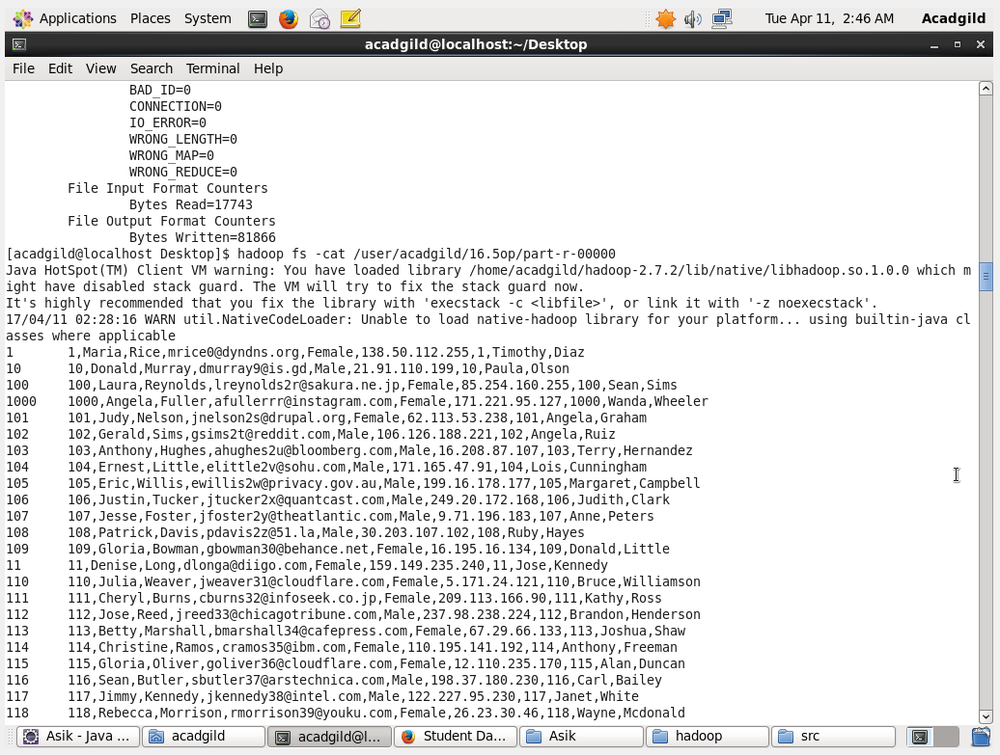 Applications Places System Tue Apr 11, 2:46 AM Acadgild
acadgild@localhost:~/Desktop
File Edit View Search Terminal Help
BAD_ID=0
CONNECTION=0
IO_ERROR=0
WRONG_LENGTH=0
WRONG_MAP=0
WRONG_REDUCE=0
File Input Format Counters
Bytes Read=17743
File Output Format Counters
Bytes Written=81866
[acadgild@localhost Desktop]$ hadoop fs -cat /user/acadgild/16.5op/part-r-00000
Java HotSpot(TM) Client VM warning: You have loaded library /home/acadgild/hadoop-2.7.2/lib/native/libhadoop.so.1.0.0 which m
ight have disabled stack guard. The VM will try to fix the stack guard now.
It's highly recommended that you fix the library with 'execstack -c <libfile>', or link it with '-z noexecstack'.
17/04/11 02:28:16 WARN util.NativeCodeLoader: Unable to load native-hadoop library for your platform... using builtin-java cl
asses where applicable
1 1,Maria,Rice,mrice0@dyndns.org,Female,138.50.112.255,1,Timothy,Diaz
10 10,Donald,Murray,dmurray9@is.gd,Male,21.91.110.199,10,Paula,Olson
100 100,Laura,Reynolds,lreynolds2r@sakura.ne.jp,Female,85.254.160.255,100,Sean,Sims
1000 1000,Angela,Fuller,afullerrr@instagram.com,Female,171.221.95.127,1000,Wanda,Wheeler
101 101,Judy,Nelson,jnelson2s@drupal.org,Female,62.113.53.238,101,Angela,Graham
102 102,Gerald,Sims,gsims2t@reddit.com,Male,106.126.188.221,102,Angela,Ruiz
103 103,Anthony,Hughes,ahughes2u@bloomberg.com,Male,16.208.87.107,103,Terry,Hernandez
104 104,Ernest,Little,elittle2v@sohu.com,Male,171.165.47.91,104,Lois,Cunningham
105 105,Eric,Willis,ewillis2w@privacy.gov.au,Male,199.16.178.177,105,Margaret,Campbell
106 106,Justin,Tucker,jtucker2x@quantcast.com,Male,249.20.172.168,106,Judith,Clark
107 107,Jesse,Foster,jfoster2y@theatlantic.com,Male,9.71.196.183,107,Anne,Peters
108 108,Patrick,Davis,pdavis2z@51.la,Male,30.203.107.102,108,Ruby,Hayes
109 109,Gloria,Bowman,gbowman30@behance.net,Female,16.195.16.134,109,Donald,Little
11 11,Denise,Long,dlonga@diigo.com,Female,159.149.235.240,11,Jose,Kennedy
110 110,Julia,Weaver,jweaver31@cloudflare.com,Female,5.171.24.121,110,Bruce,Williamson
111 111,Cheryl,Burns,cburns32@infoseek.co.jp,Female,209.113.166.90,111,Kathy,Ross
112 112,Jose,Reed,jreed33@chicagotribune.com,Male,237.98.238.224,112,Brandon,Henderson
113 113,Betty,Marshall,bmarshall34@cafepress.com,Female,67.29.66.133,113,Joshua,Shaw
114 114,Christine,Ramos,cramos35@ibm.com,Female,110.195.141.192,114,Anthony,Freeman
115 115,Gloria,Oliver,goliver36@cloudflare.com,Female,12.110.235.170,115,Alan,Duncan
116 116,Sean,Butler,sbutler37@arstechnica.com,Male,198.37.180.230,116,Carl,Bailey
117 117,Jimmy,Kennedy,jkennedy38@intel.com,Male,122.227.95.230,117,Janet,White
118 118,Rebecca,Morrison,rmorrison39@youku.com,Female,26.23.30.46,118,Wayne,Mcdonald
Asik - Java ... acadgild acadgild@l... Student Da... Asik hadoop src